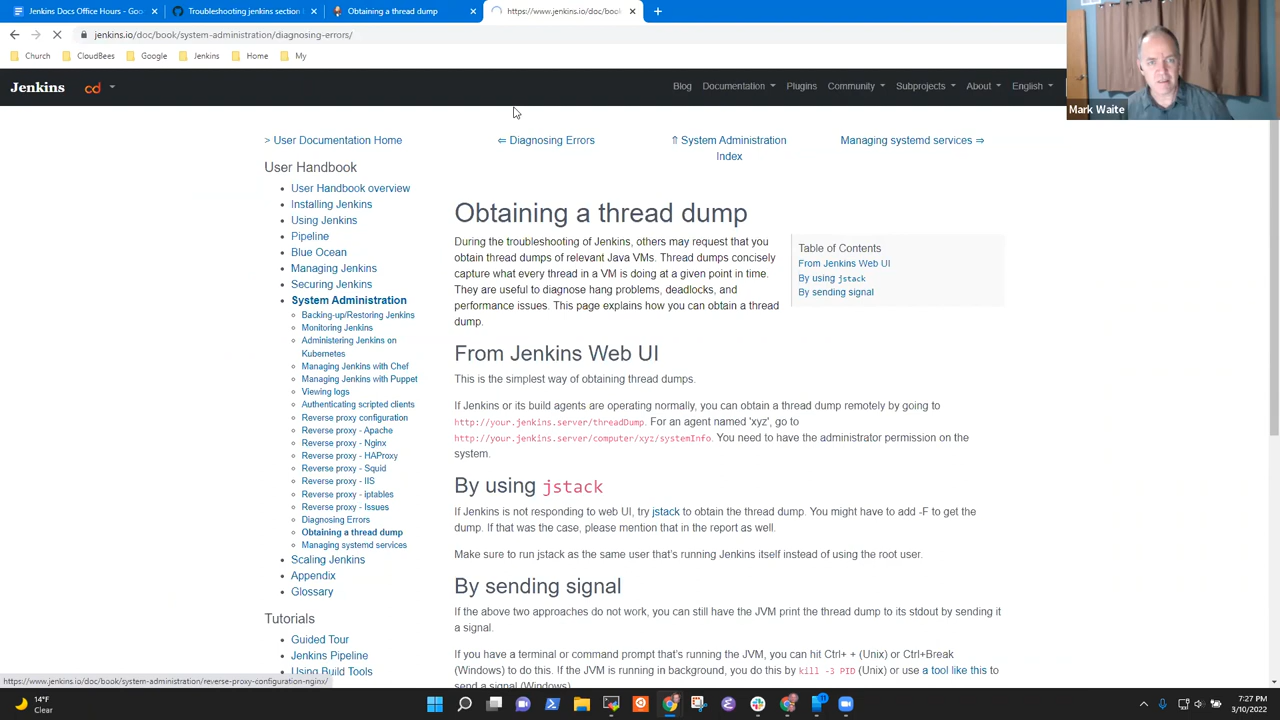 Jenkins Docs Office Hours - Goo
Troubleshooting jenkins section
Obtaining a thread dump
https://www.jenkins.io/doc/boo
jenkins.io/doc/book/system-administration/diagnosing-errors/
Church
CloudBees
Google
Jenkins
Home
My
Mark Waite
Jenkins
cd
Blog
Documentation
Plugins
Community
Subprojects
About
English
> User Documentation Home
⇐ Diagnosing Errors
⇑ System Administration
Index
Managing systemd services ⇒
User Handbook
User Handbook overview
Installing Jenkins
Using Jenkins
Pipeline
Blue Ocean
Managing Jenkins
Securing Jenkins
System Administration
Backing-up/Restoring Jenkins
Monitoring Jenkins
Administering Jenkins on
Kubernetes
Managing Jenkins with Chef
Managing Jenkins with Puppet
Viewing logs
Authenticating scripted clients
Reverse proxy configuration
Reverse proxy - Apache
Reverse proxy - Nginx
Reverse proxy - HAProxy
Reverse proxy - Squid
Reverse proxy - IIS
Reverse proxy - iptables
Reverse proxy - Issues
Diagnosing Errors
Obtaining a thread dump
Managing systemd services
Scaling Jenkins
Appendix
Glossary
Tutorials
Guided Tour
Jenkins Pipeline
Using Build Tools
Obtaining a thread dump
During the troubleshooting of Jenkins, others may request that you
obtain thread dumps of relevant Java VMs. Thread dumps concisely
capture what every thread in a VM is doing at a given point in time.
They are useful to diagnose hang problems, deadlocks, and
performance issues. This page explains how you can obtain a thread
dump.
Table of Contents
From Jenkins Web UI
By using jstack
By sending signal
From Jenkins Web UI
This is the simplest way of obtaining thread dumps.
If Jenkins or its build agents are operating normally, you can obtain a thread dump remotely by going to
http://your.jenkins.server/threadDump. For an agent named 'xyz', go to
http://your.jenkins.server/computer/xyz/systemInfo. You need to have the administrator permission on the
system.
By using jstack
If Jenkins is not responding to web UI, try jstack to obtain the thread dump. You might have to add -F to get the
dump. If that was the case, please mention that in the report as well.
Make sure to run jstack as the same user that's running Jenkins itself instead of using the root user.
By sending signal
If the above two approaches do not work, you can still have the JVM print the thread dump to its stdout by sending it
a signal.
If you have a terminal or command prompt that's running the JVM, you can hit Ctrl+ + (Unix) or Ctrl+Break
(Windows) to do this. If the JVM is running in background, you do this by kill -3 PID (Unix) or use a tool like this to
send a signal (Windows).
https://www.jenkins.io/doc/book/system-administration/reverse-proxy-configuration-nginx/
14°F
Clear
7:27 PM
3/10/2022